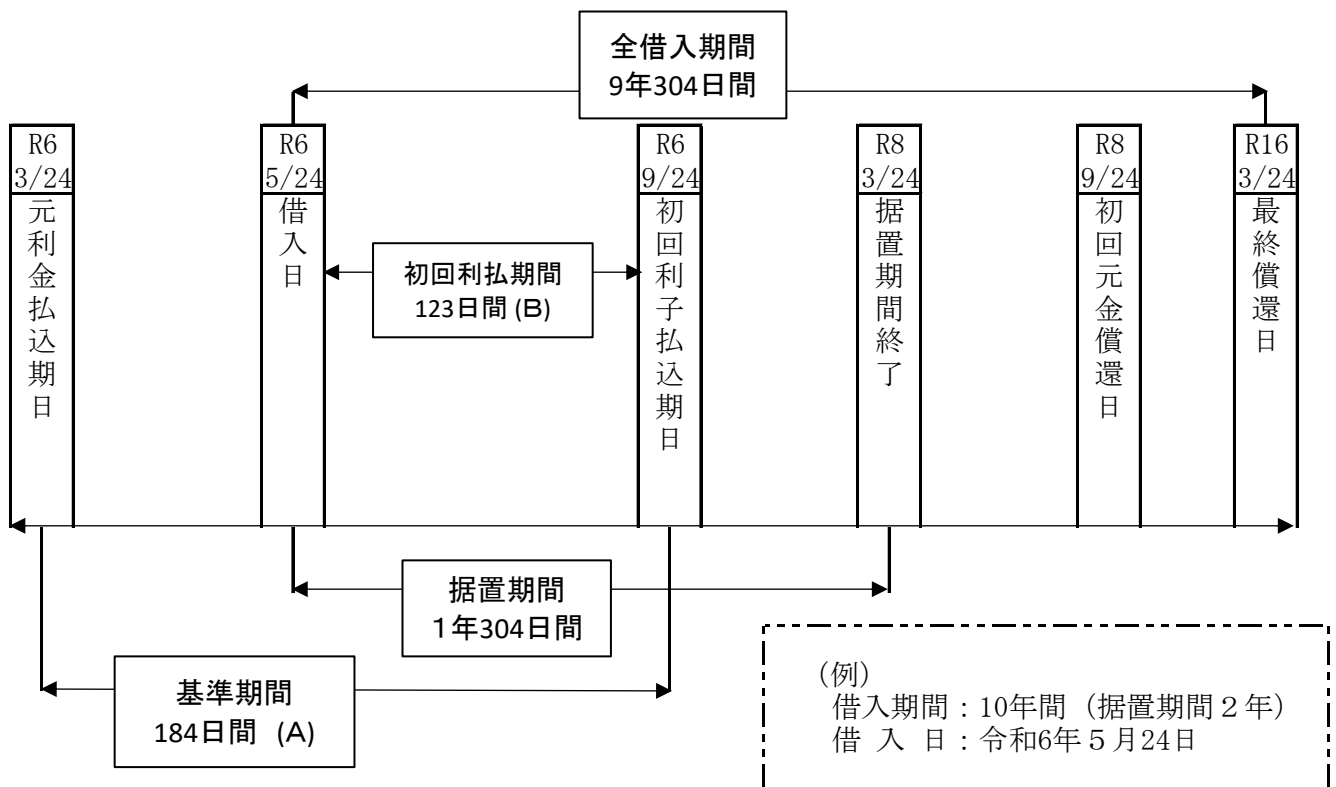 全借入期間
9年304日間
R6
3/24
元利金払込期日
R6
5/24
借入日
R6
9/24
初回利子払込期日
R8
3/24
据置期間終了
R8
9/24
初回元金償還日
R16
3/24
最終償還日
初回利払期間
123日間 (B)
据置期間
1年304日間
基準期間
184日間 (A)
(例)
借入期間：10年間（据置期間２年）
借 入 日：令和6年５月24日